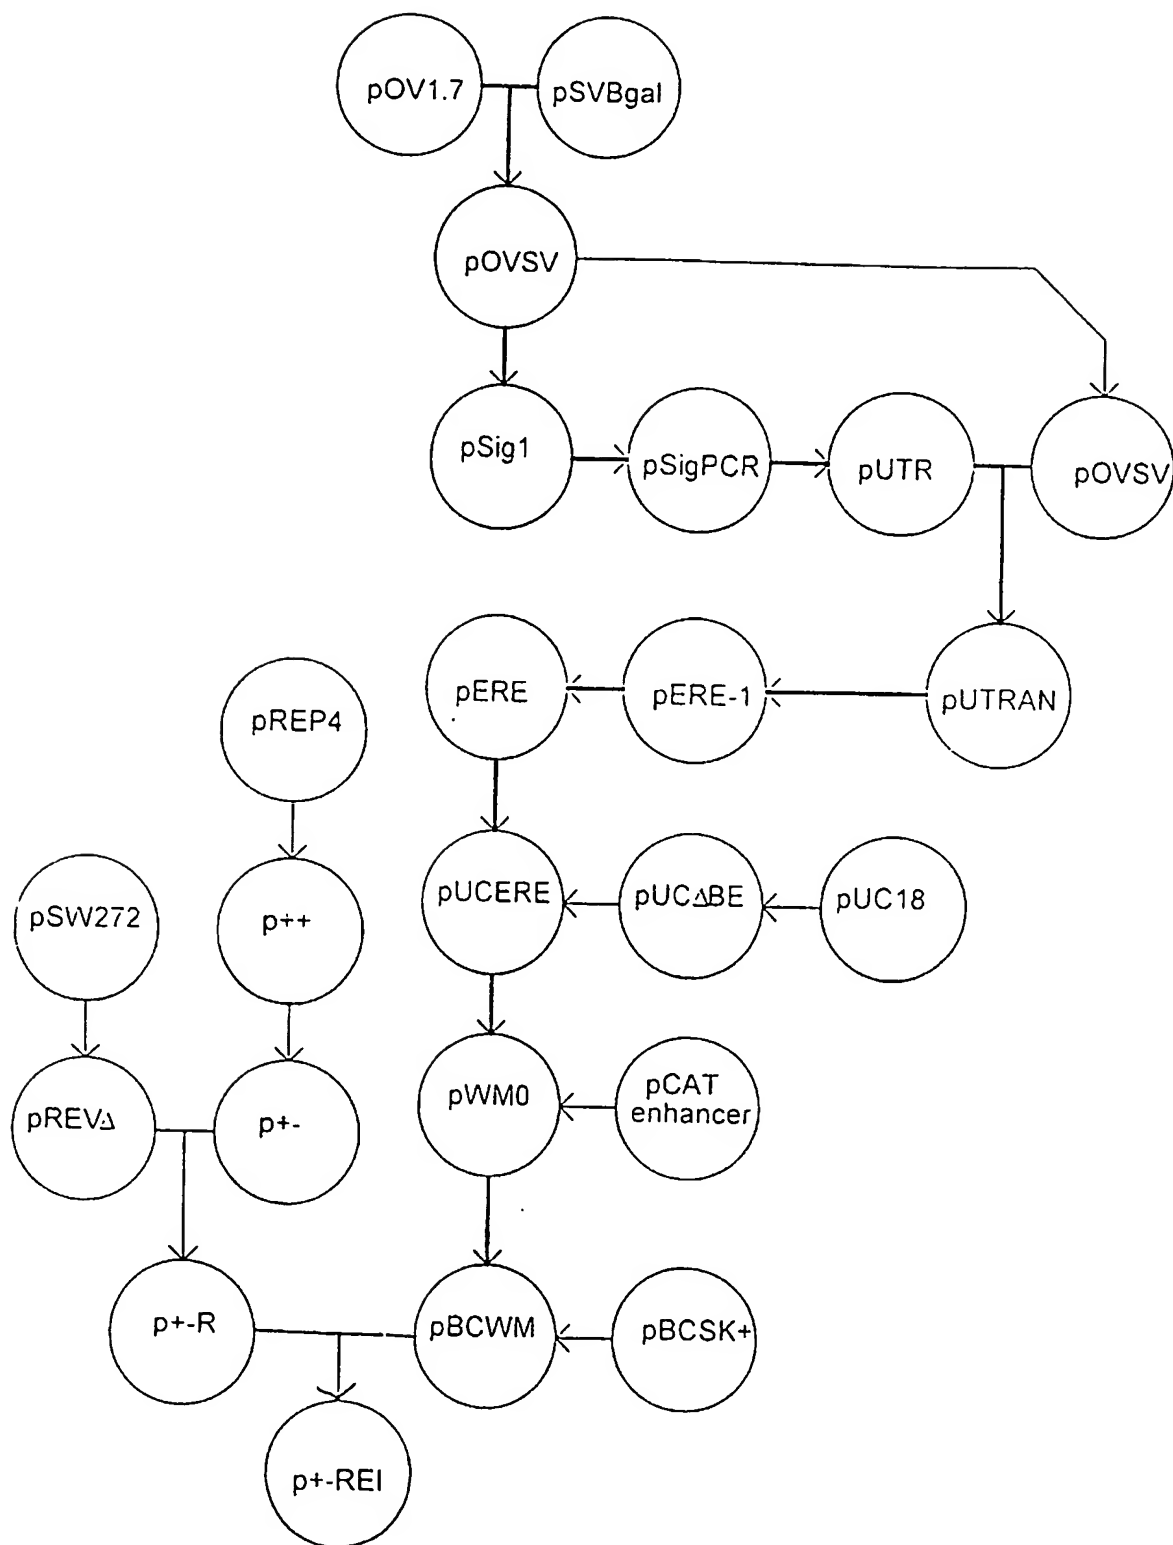 pOV1.7
pSVBgal
pOVSV
pSig1
pSigPCR
pUTR
pOVSV
pERE
pERE-1
pUTRAN
pREP4
pUCERE
pUCΔBE
pUC18
pSW272
p++
pWM0
pCAT
enhancer
pREVΔ
p+-
p+-R
pBCWM
pBCSK+
p+-REI